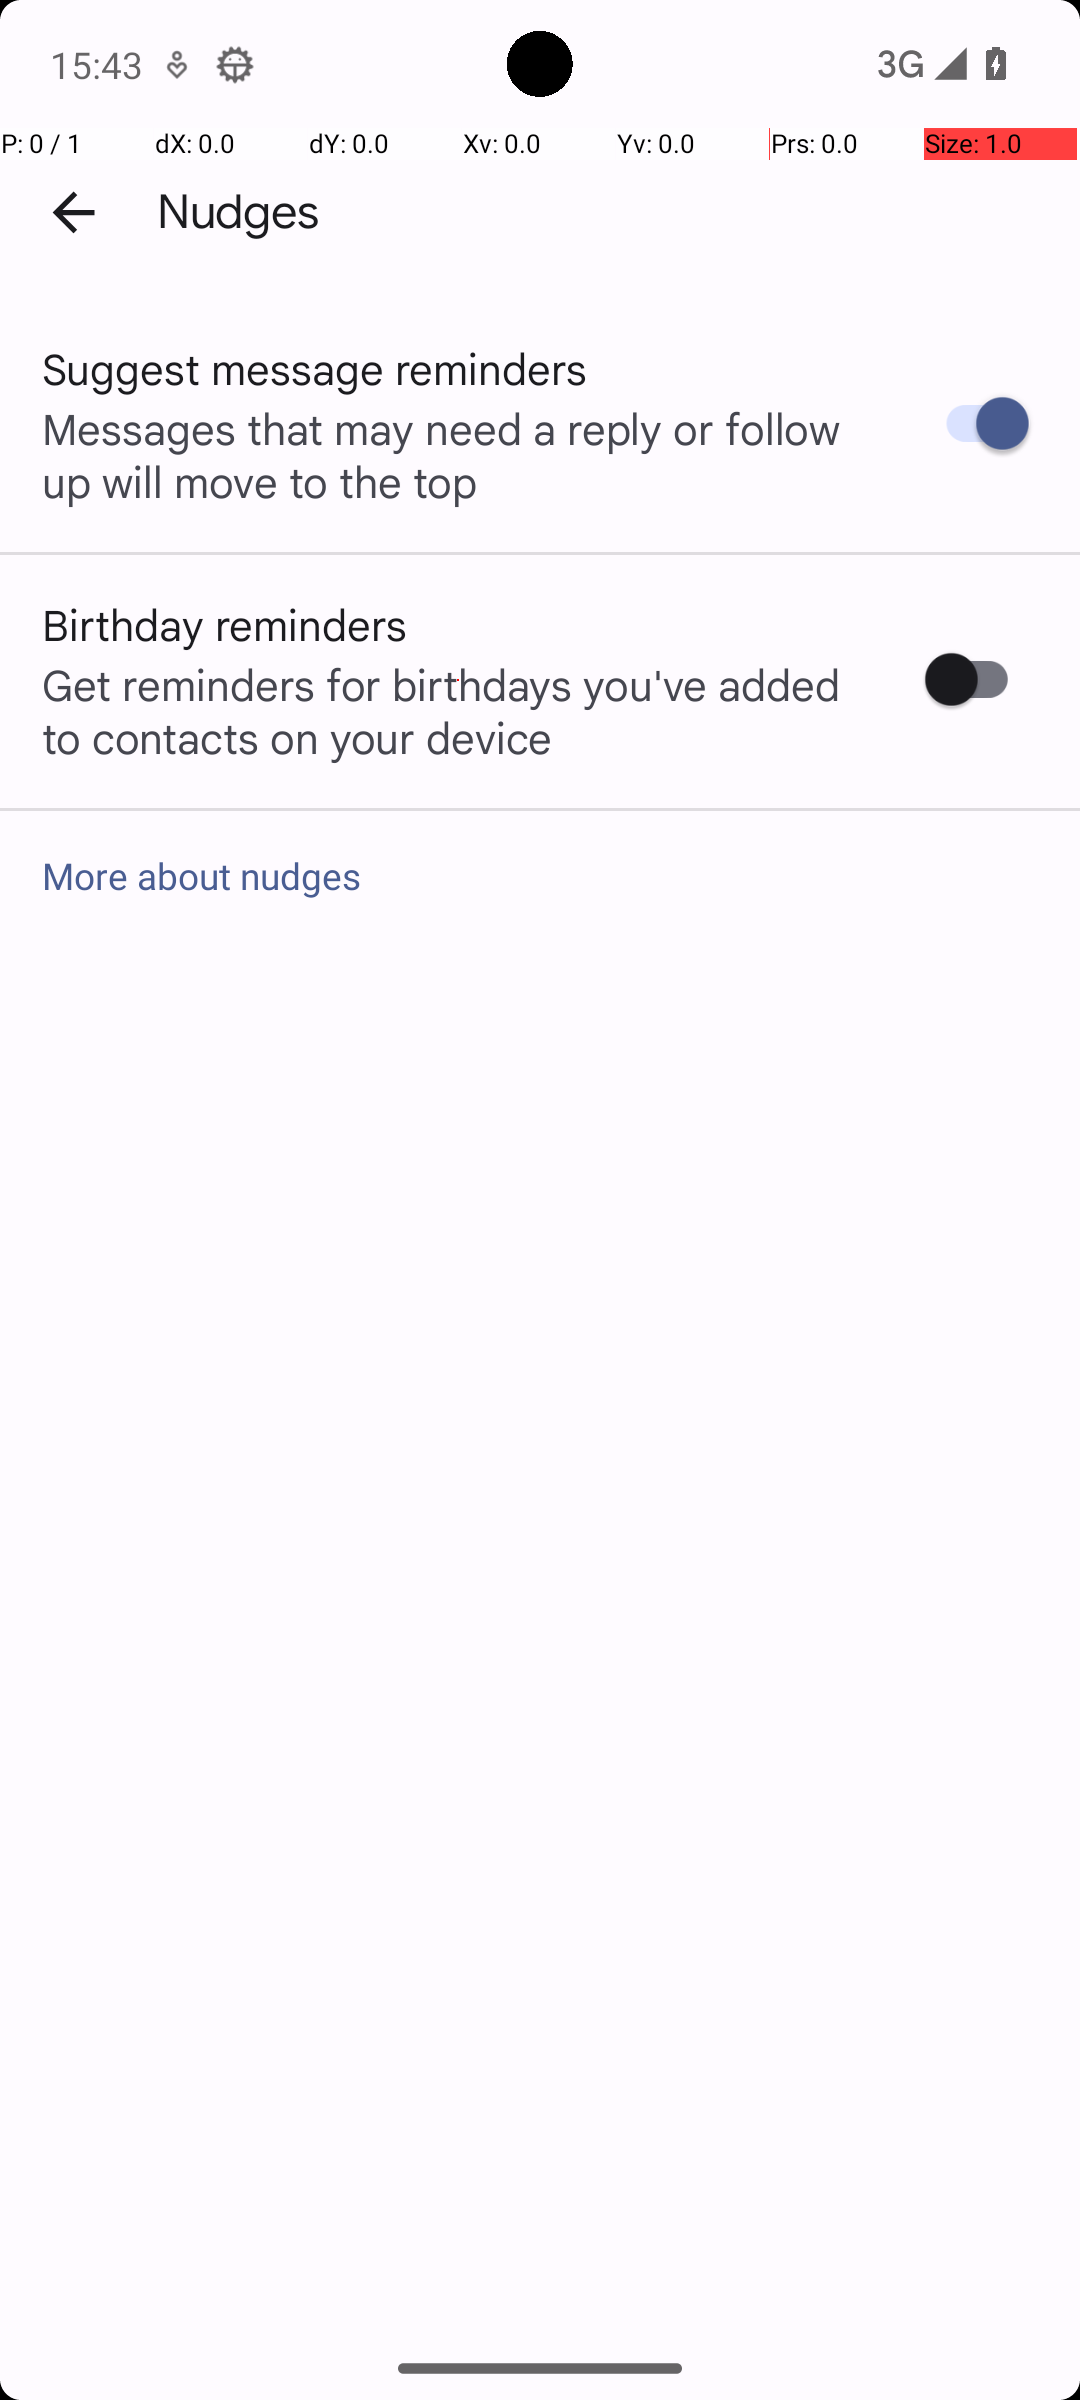 15:43
3G
P: 0 / 1 dX: 0.0 dY: 0.0 Xv: 0.0 Yv: 0.0 Prs: 0.0 Size: 1.0
Nudges
Suggest message reminders
Messages that may need a reply or follow
up will move to the top
Birthday reminders
Get reminders for birthdays you've added
to contacts on your device
More about nudges